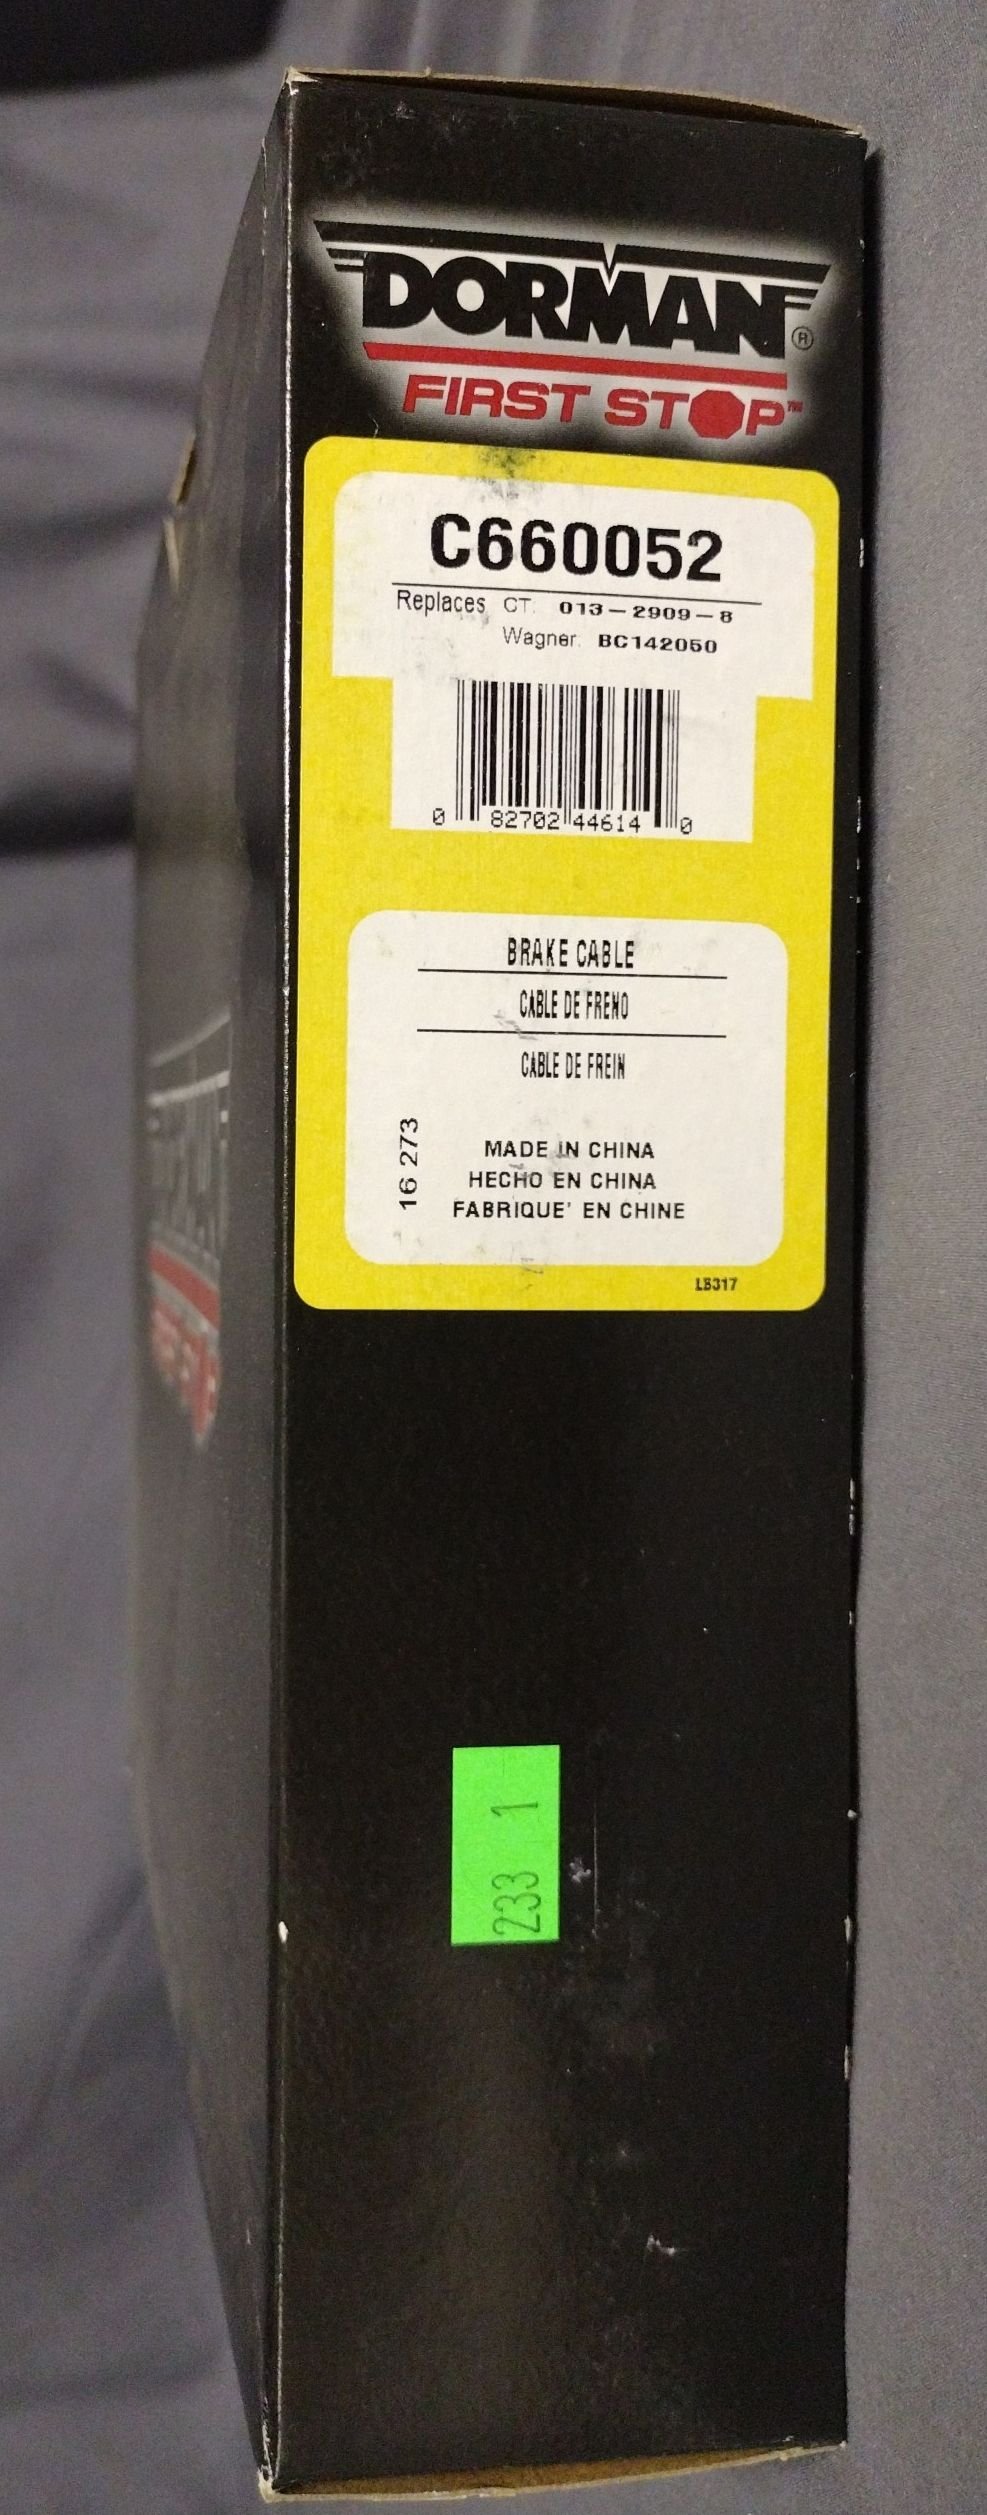 DORMAN®
FIRST STOP™
C660052
Replaces CT: 013-2909-8
Wagner: BC142050
0 82702 44614 0
BRAKE CABLE
CABLE DE FRENO
CABLE DE FREIN
16 273
MADE IN CHINA
HECHO EN CHINA
FABRIQUE' EN CHINE
LB317
233 1